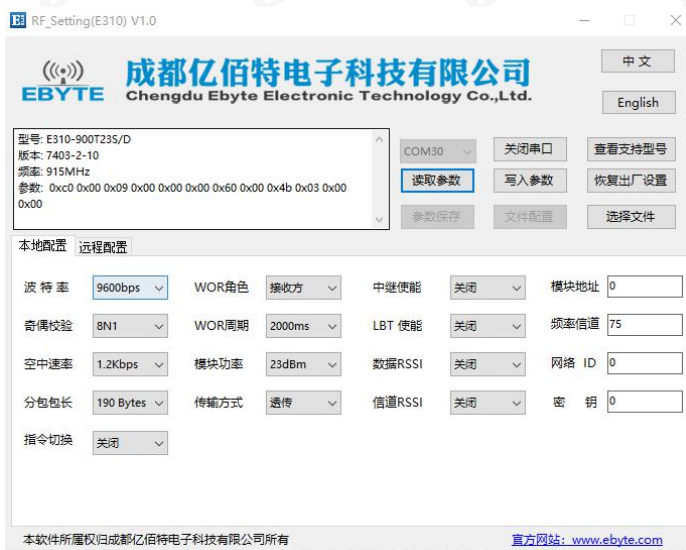 RF_Setting(E310) V1.0
EBYTE
成都亿佰特电子科技有限公司
Chengdu Ebyte Electronic Technology Co.,Ltd.
中文
English
型号: E310-900T23S/D
版本: 7403-2-10
频率: 915MHz
参数: 0xc0 0x00 0x09 0x00 0x00 0x00 0x60 0x00 0x4b 0x03 0x00
0x00
COM30 关闭串口 查看支持型号
读取参数 写入参数 恢复出厂设置
参数保存 文件配置 选择文件
本地配置 远程配置
波特率 9600bps WOR角色 接收方 中继使能 关闭 模块地址 0
奇偶校验 8N1 WOR周期 2000ms LBT 使能 关闭 频率信道 75
空中速率 1.2Kbps 模块功率 23dBm 数据RSSI 关闭 网络 ID 0
分包包长 190 Bytes 传输方式 透传 信道RSSI 关闭 密 钥 0
指令切换 关闭
本软件所属权归成都亿佰特电子科技有限公司所有 官方网站: www.ebyte.com